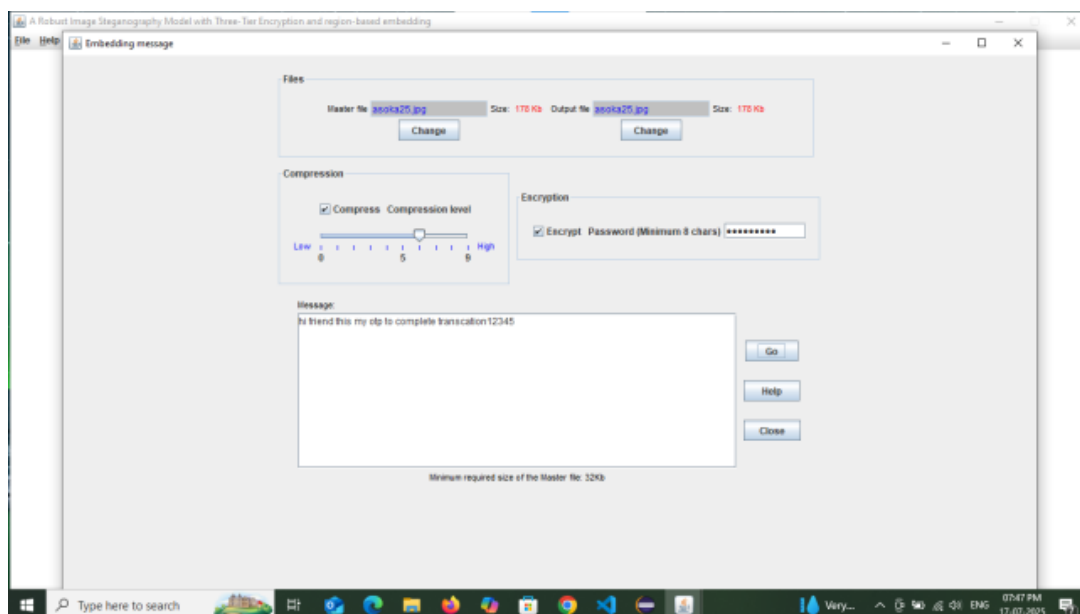 A Robust Image Steganography Model with Three-Tier Encryption and region-based embedding
File Help
Embedding message
Files
Master file asoka25.jpg Size: 178 Kb Output file asoka25.jpg Size: 178 Kb
Change Change
Compression
Compress Compression level
Low High
0 5 9
Encryption
Encrypt Password (Minimum 8 chars)
Message:
hi friend this my otp to complete transcation12345
Go
Help
Close
Minimum required size of the Master file: 32Kb
Type here to search
Very...
ENG
07:47 PM
17-07-2025